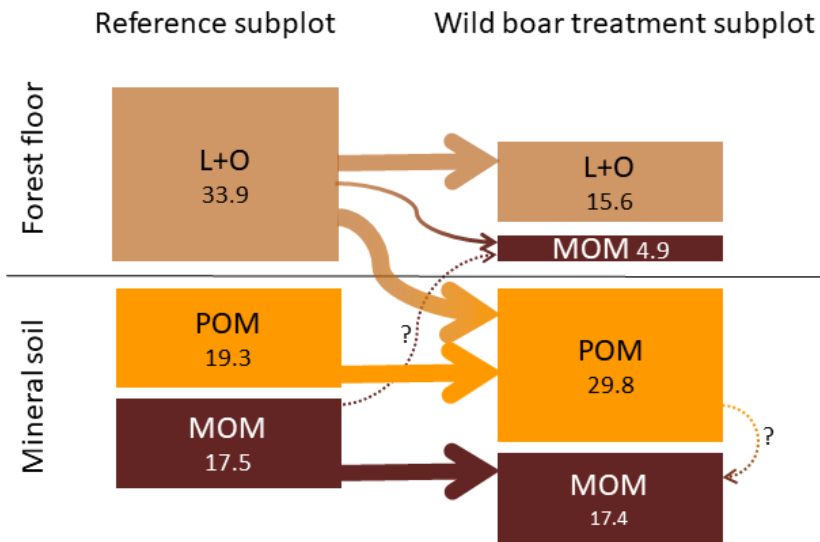 Reference subplot
Wild boar treatment subplot
Forest floor
L+O
33.9
L+O
15.6
MOM 4.9
Mineral soil
POM
19.3
?
POM
29.8
?
MOM
17.5
MOM
17.4